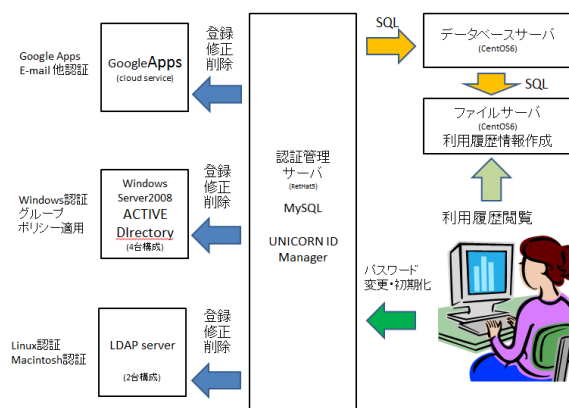 Google Apps
E-mail 他認証
GoogleApps
(cloud service)
登録
修正
削除
Windows認証
グループ
ポリシー適用
Windows
Server2008
ACTIVE
DIrectory
(4台構成)
登録
修正
削除
Linux認証
Macintosh認証
LDAP server
(2台構成)
登録
修正
削除
認証管理
サーバ
(RetHat5)
MySQL
UNICORN ID
Manager
SQL
データベースサーバ
(CentOS6)
SQL
ファイルサーバ
(CentOS6)
利用履歴情報作成
利用履歴閲覧
パスワード
変更・初期化